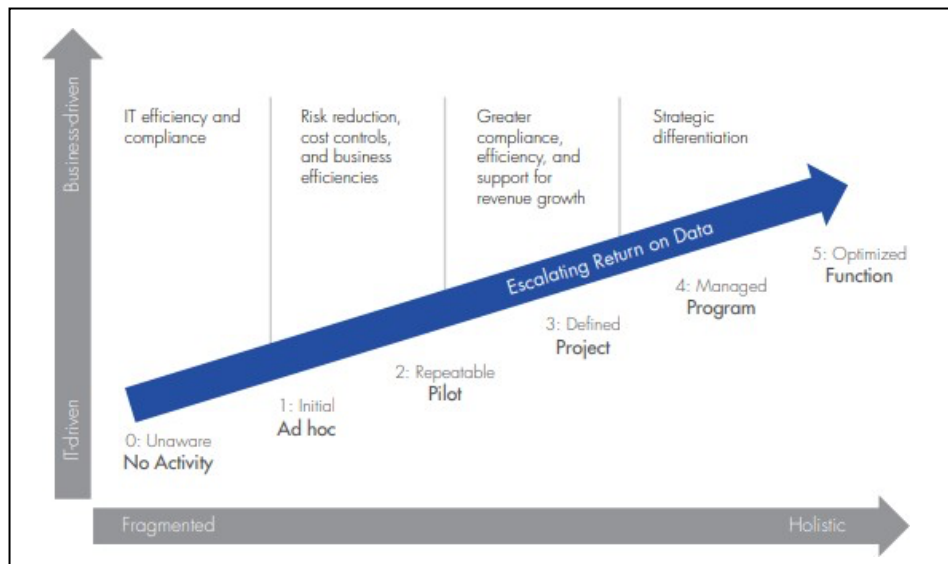 Business-driven
IT-driven
IT efficiency and
compliance
Risk reduction,
cost controls,
and business
efficiencies
Greater
compliance,
efficiency, and
support for
revenue growth
Strategic
differentiation
Escalating Return on Data
0: Unaware
No Activity
1: Initial
Ad hoc
2: Repeatable
Pilot
3: Defined
Project
4: Managed
Program
5: Optimized
Function
Fragmented
Holistic